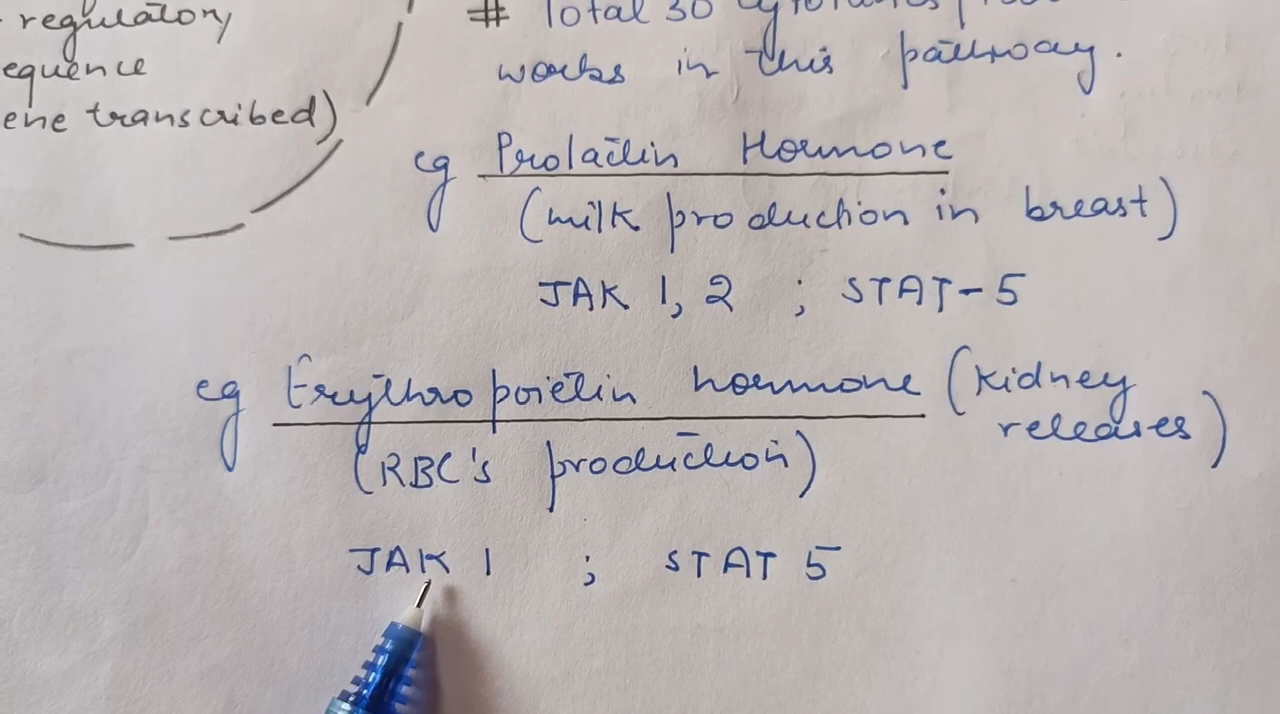 regulatory
equence
ene transcribed)
# Total 30
works in this pathway.
eg Prolactin Hormone
(milk production in breast)
JAK 1, 2 ; STAT-5
eg Erythropoietin hormone (kidney
releases)
(RBC's production)
JAK 1 ; STAT 5